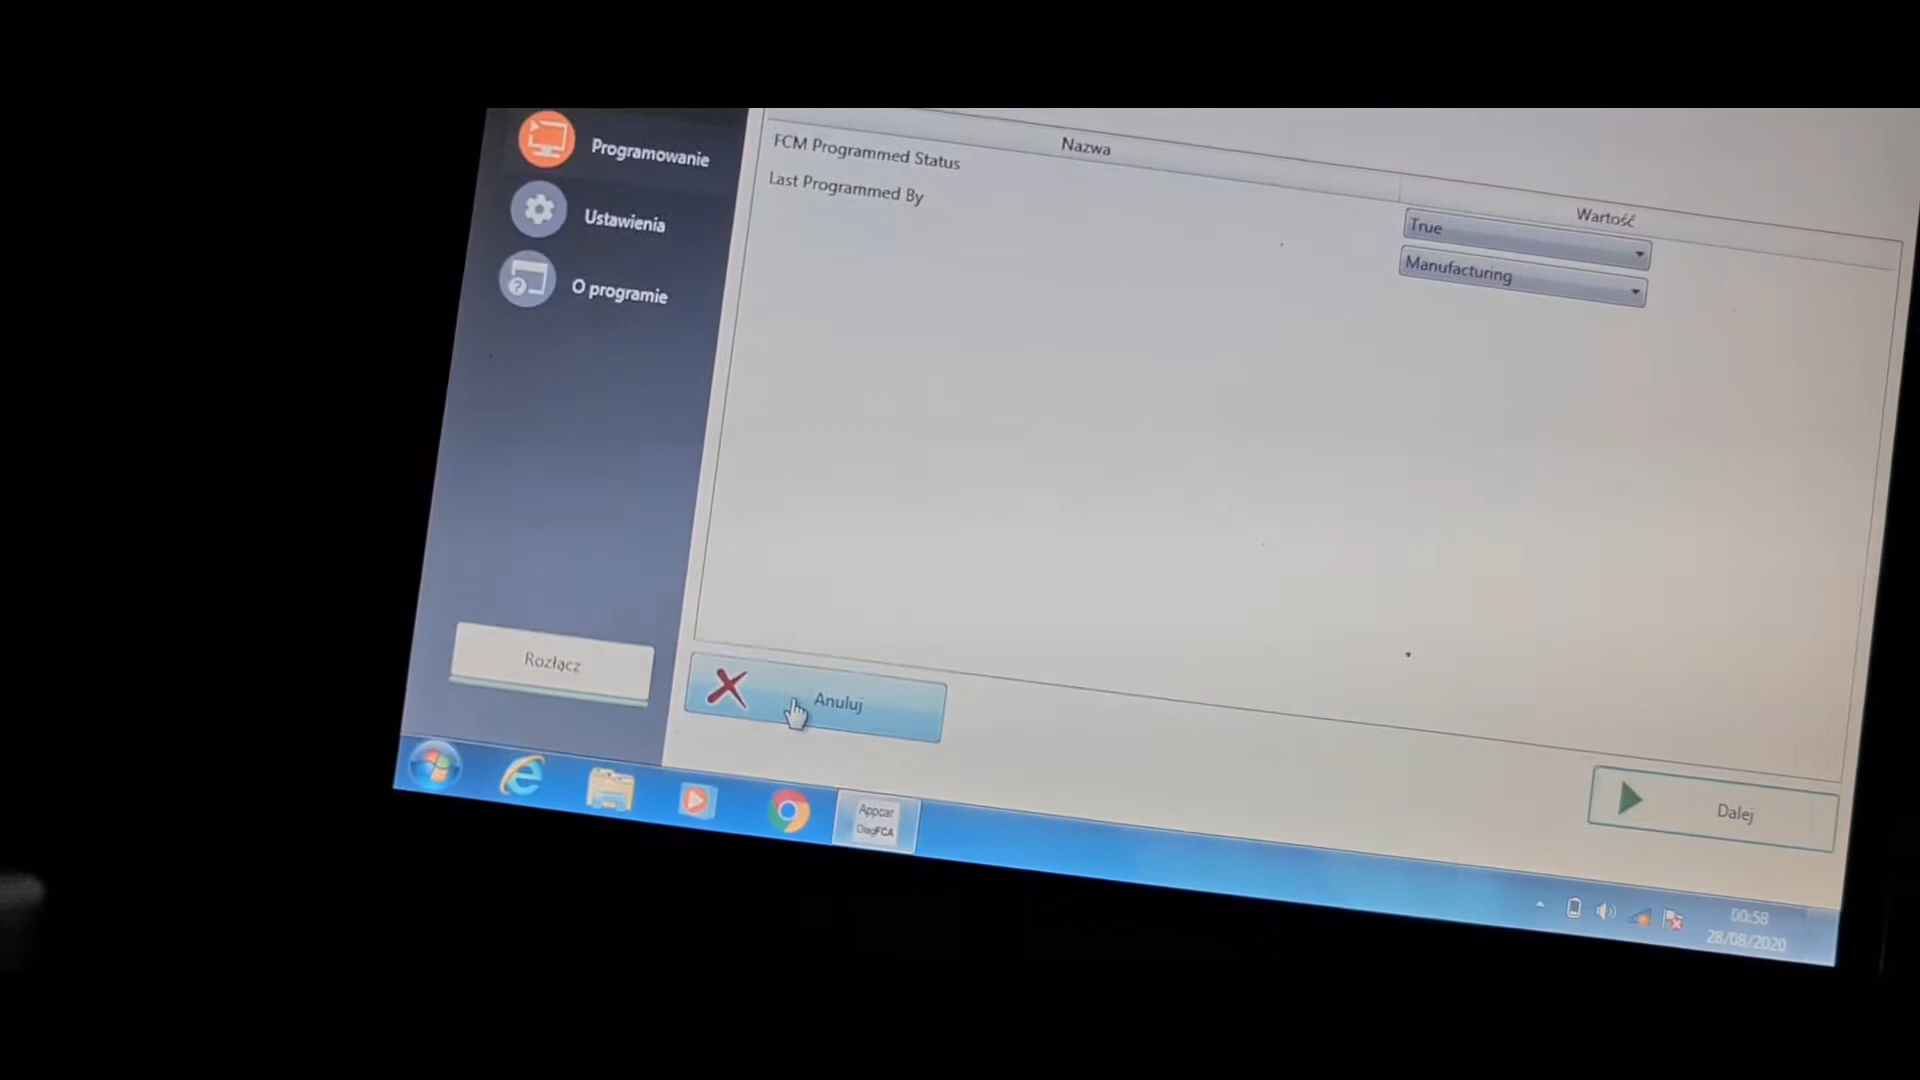 Programowanie
Ustawienia
O programie
Rozłącz
Nazwa
Wartość
FCM Programmed Status
True
Last Programmed By
Manufacturing
Anuluj
Dalej
Appcar
DiagFCA
00:58
28/08/2020